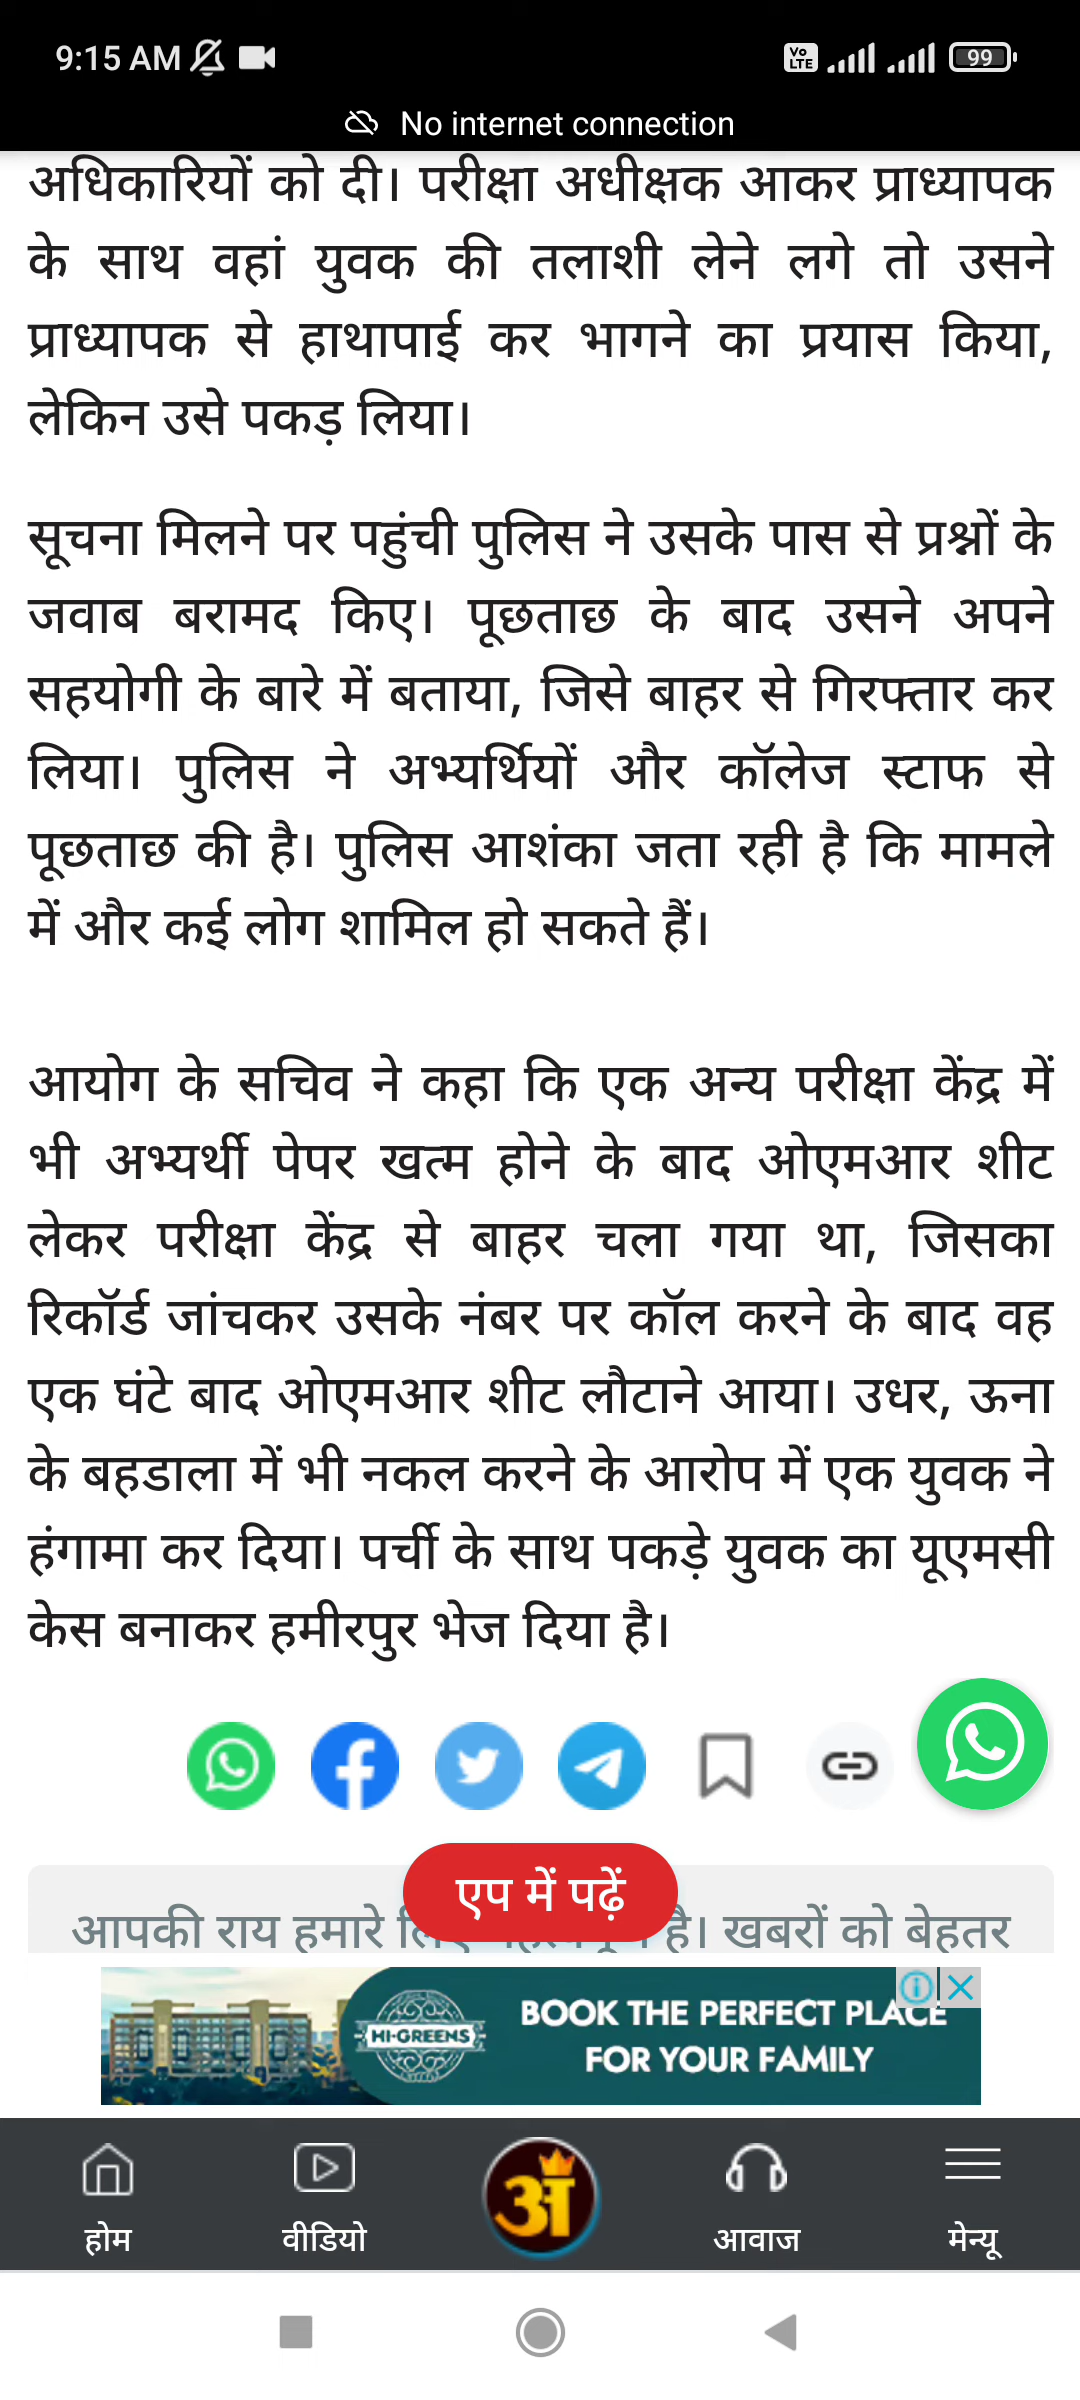 9:15 AM
Vo LTE
99
No internet connection
अधिकारियों को दी। परीक्षा अधीक्षक आकर प्राध्यापक
के साथ वहां युवक की तलाशी लेने लगे तो उसने
प्राध्यापक से हाथापाई कर भागने का प्रयास किया,
लेकिन उसे पकड़ लिया।
सूचना मिलने पर पहुंची पुलिस ने उसके पास से प्रश्नों के
जवाब बरामद किए। पूछताछ के बाद उसने अपने
सहयोगी के बारे में बताया, जिसे बाहर से गिरफ्तार कर
लिया। पुलिस ने अभ्यर्थियों और कॉलेज स्टाफ से
पूछताछ की है। पुलिस आशंका जता रही है कि मामले
में और कई लोग शामिल हो सकते हैं।
आयोग के सचिव ने कहा कि एक अन्य परीक्षा केंद्र में
भी अभ्यर्थी पेपर खत्म होने के बाद ओएमआर शीट
लेकर परीक्षा केंद्र से बाहर चला गया था, जिसका
रिकॉर्ड जांचकर उसके नंबर पर कॉल करने के बाद वह
एक घंटे बाद ओएमआर शीट लौटाने आया। उधर, ऊना
के बहडाला में भी नकल करने के आरोप में एक युवक ने
हंगामा कर दिया। पर्ची के साथ पकड़े युवक का यूएमसी
केस बनाकर हमीरपुर भेज दिया है।
एप में पढ़ें
आपकी राय हमारे है। खबरों को बेहतर
HI-GREENS
BOOK THE PERFECT PLACE
FOR YOUR FAMILY
अ
होम
वीडियो
आवाज
मेन्यू